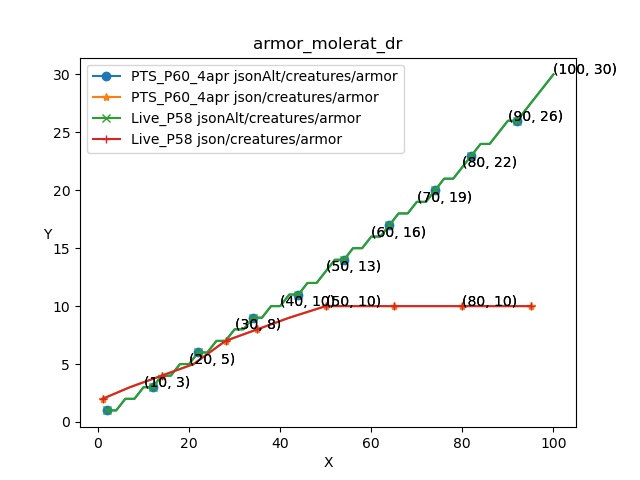 armor_molerat_dr
PTS_P60_4apr jsonAlt/creatures/armor
PTS_P60_4apr json/creatures/armor
Live_P58 jsonAlt/creatures/armor
Live_P58 json/creatures/armor
30
25
20
15
10
5
0
Y
(100, 30)
(90, 26)
(80, 22)
(70, 19)
(60, 16)
(50, 13)
(40, 10)
(50, 10)
(80, 10)
(30, 8)
(20, 5)
(10, 3)
0 20 40 60 80 100
X